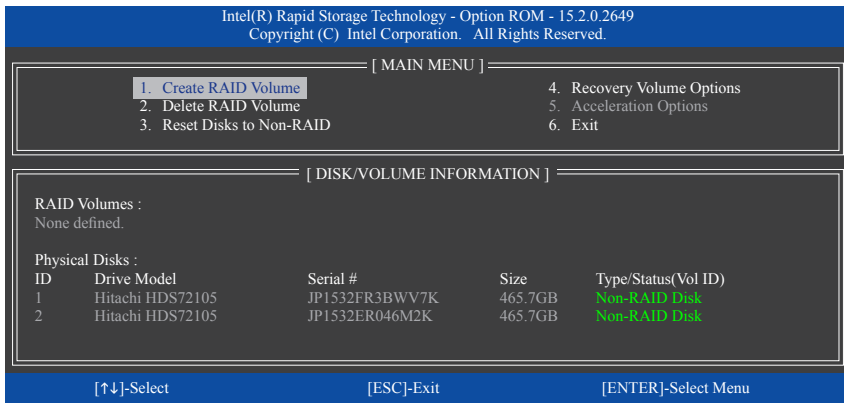 Intel(R) Rapid Storage Technology - Option ROM - 15.2.0.2649
Copyright (C) Intel Corporation. All Rights Reserved.
[ MAIN MENU ]
1. Create RAID Volume
2. Delete RAID Volume
3. Reset Disks to Non-RAID
4. Recovery Volume Options
5. Acceleration Options
6. Exit
[ DISK/VOLUME INFORMATION ]
RAID Volumes :
None defined.
Physical Disks :
ID Drive Model Serial # Size Type/Status(Vol ID)
1 Hitachi HDS72105 JP1532FR3BWV7K 465.7GB Non-RAID Disk
2 Hitachi HDS72105 JP1532ER046M2K 465.7GB Non-RAID Disk
[↑↓]-Select [ESC]-Exit [ENTER]-Select Menu